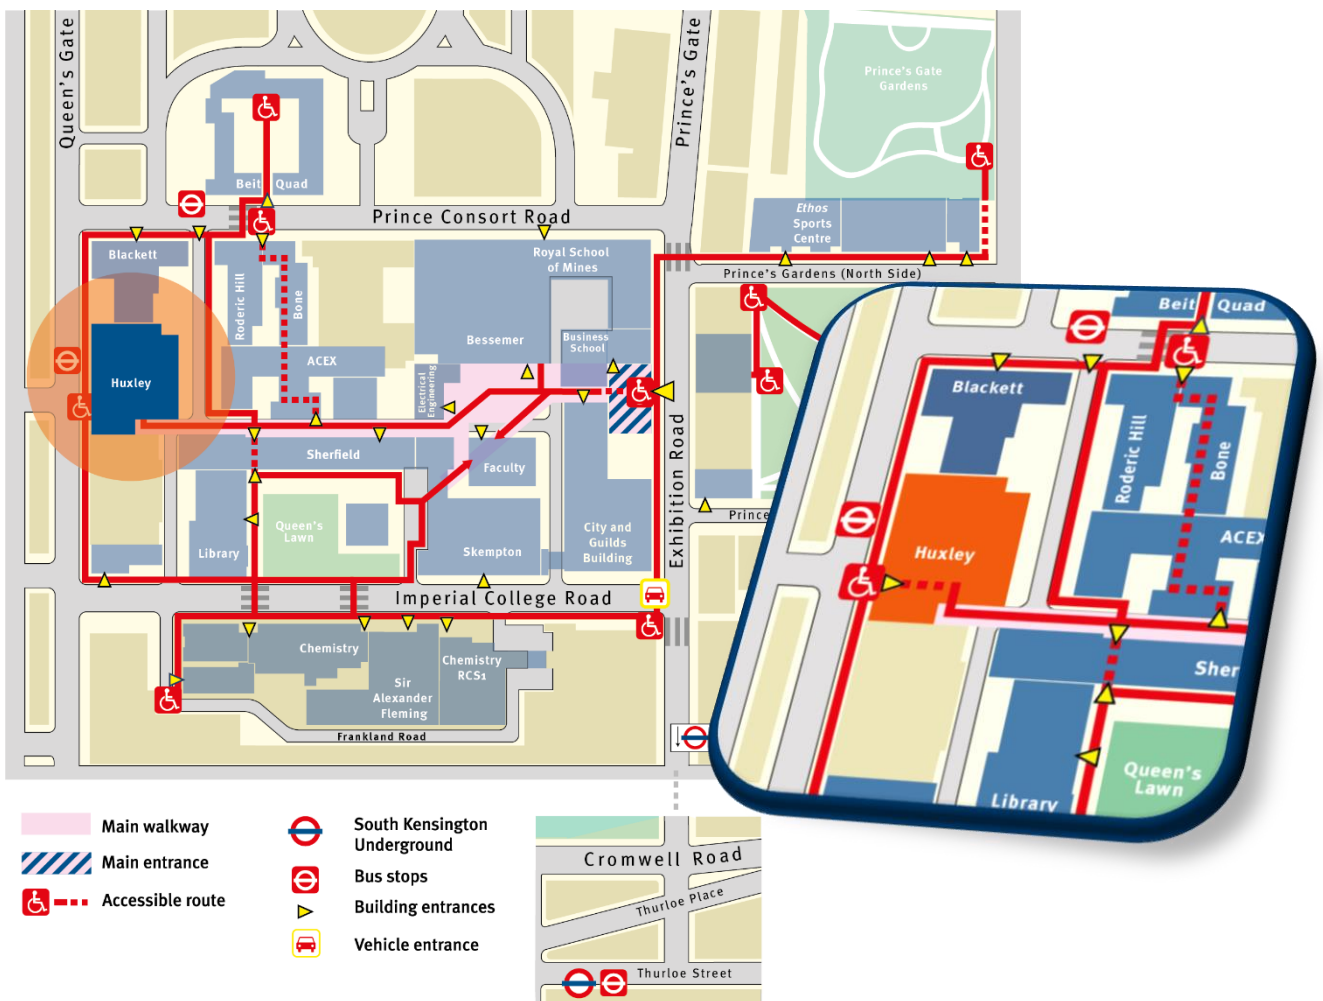 Queen's Gate
Prince's Gate
Prince's Gate
Gardens
Beit Quad
Prince Consort Road
Ethos
Sports
Centre
Prince's Gardens (North Side)
Blackett
Roderic Hill
Bone
Royal School
of Mines
Bessemer
Business
School
ACEX
Huxley
Electrical
Engineering
Exhibition Road
Sherfield
Faculty
Queen's
Lawn
Library
Skempton
City and
Guilds
Building
Prince
Imperial College Road
Chemistry
Chemistry
RCS1
Sir
Alexander
Fleming
Frankland Road
Beit Quad
Blackett
Roderic Hill
Bone
ACEX
Huxley
Sher
Queen's
Lawn
Library
Main walkway
Main entrance
Accessible route
South Kensington
Underground
Bus stops
Building entrances
Vehicle entrance
Cromwell Road
Thurloe Place
Thurloe Street